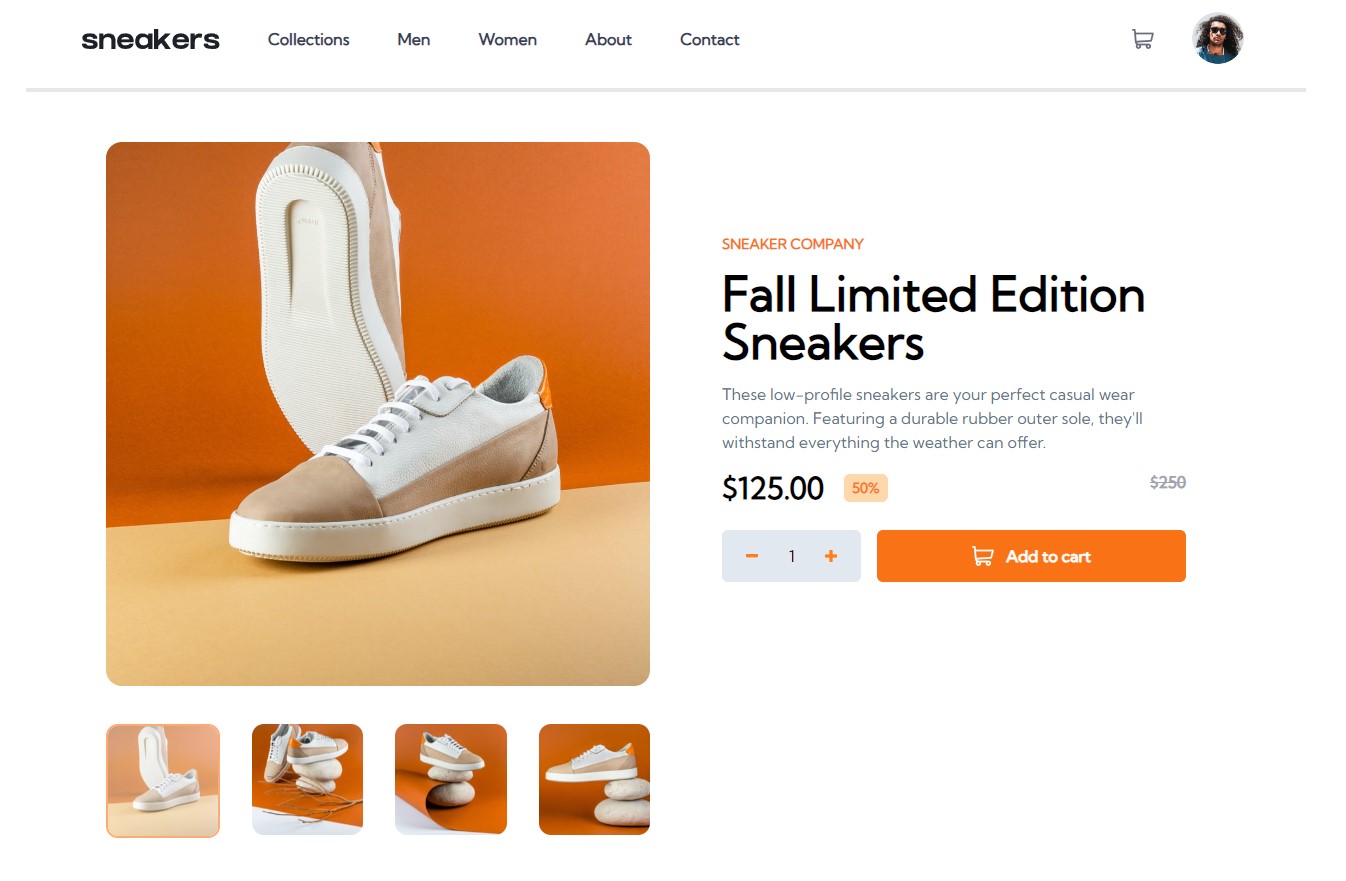 sneakers
Collections
Men
Women
About
Contact
SNEAKER COMPANY
Fall Limited Edition
Sneakers
These low-profile sneakers are your perfect casual wear
companion. Featuring a durable rubber outer sole, they'll
withstand everything the weather can offer.
$125.00
50%
$250
1
Add to cart